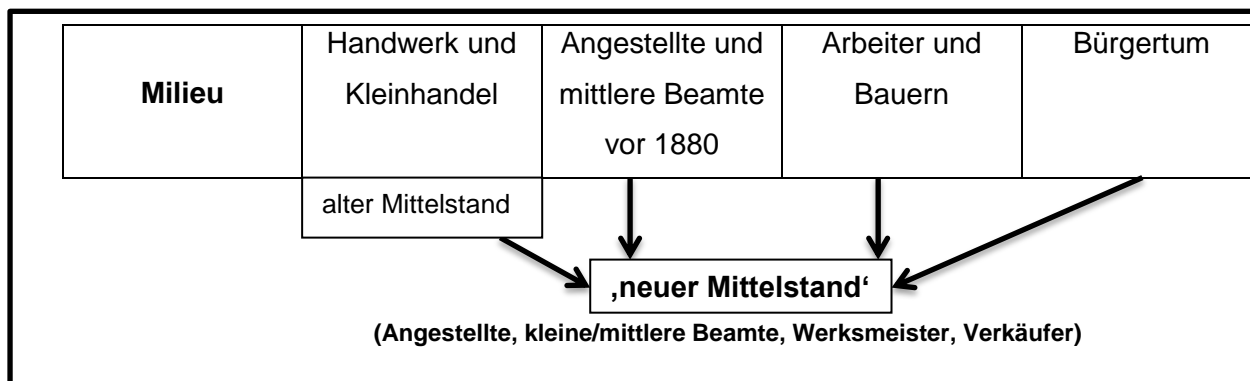 Milieu
Handwerk und
Kleinhandel
Angestellte und
mittlere Beamte
vor 1880
Arbeiter und
Bauern
Bürgertum
alter Mittelstand
‚neuer Mittelstand‘
(Angestellte, kleine/mittlere Beamte, Werksmeister, Verkäufer)